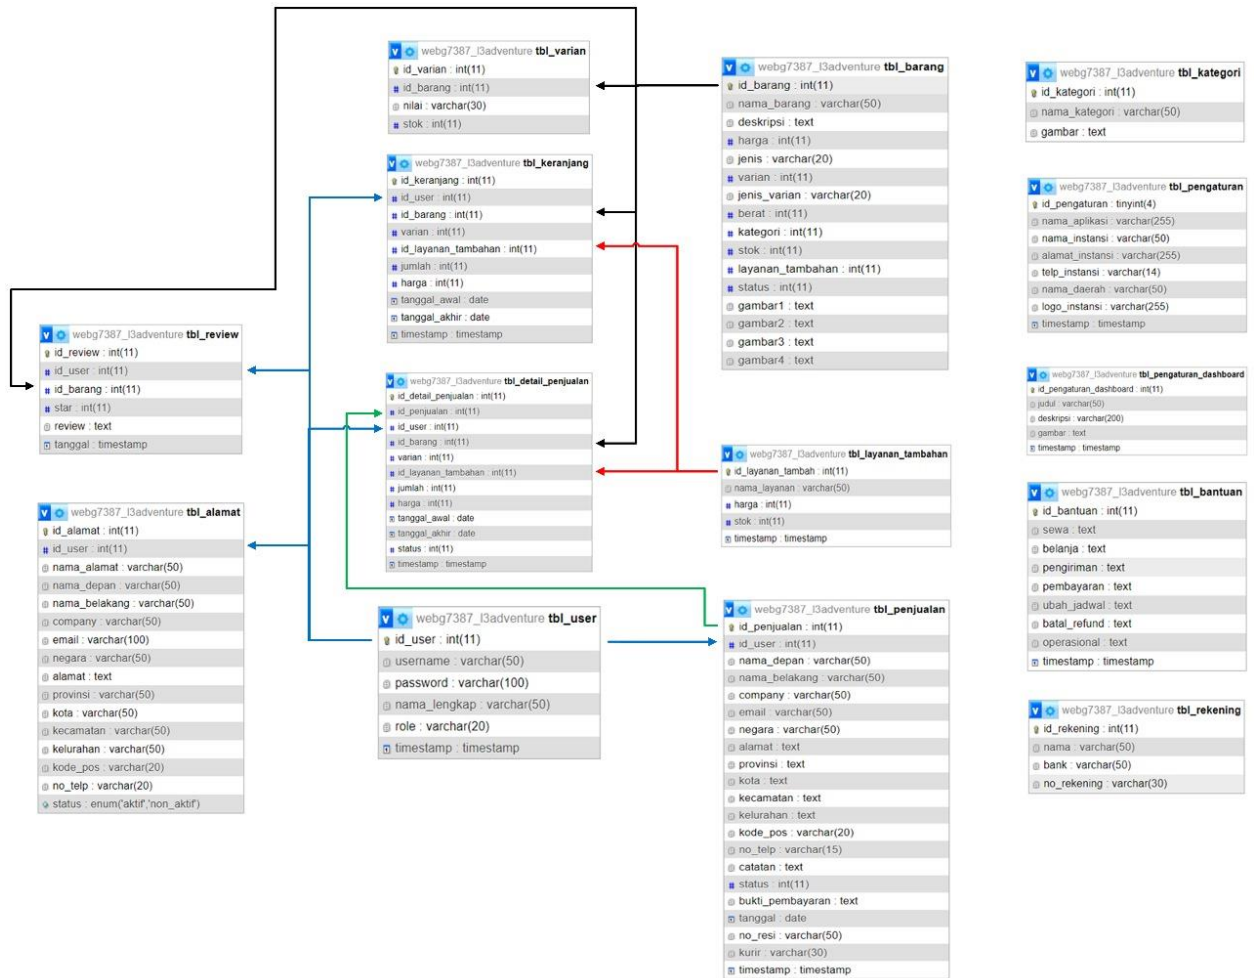 webg7387_l3adventure tbl_varian
id_varian : int(11)
id_barang : int(11)
nilai : varchar(30)
stok : int(11)
webg7387_l3adventure tbl_keranjang
id_keranjang : int(11)
id_user : int(11)
id_barang : int(11)
varian : int(11)
id_layanan_tambahan : int(11)
jumlah : int(11)
harga : int(11)
tanggal_awal : date
tanggal_akhir : date
timestamp : timestamp
webg7387_l3adventure tbl_review
id_review : int(11)
id_user : int(11)
id_barang : int(11)
star : int(11)
review : text
tanggal : timestamp
webg7387_l3adventure tbl_detail_penjualan
id_detail_penjualan : int(11)
id_penjualan : int(11)
id_user : int(11)
id_barang : int(11)
varian : int(11)
id_layanan_tambahan : int(11)
jumlah : int(11)
harga : int(11)
tanggal_awal : date
tanggal_akhir : date
status : int(11)
timestamp : timestamp
webg7387_l3adventure tbl_alamat
id_alamat : int(11)
id_user : int(11)
nama_alamat : varchar(50)
nama_depan : varchar(50)
nama_belakang : varchar(50)
company : varchar(50)
email : varchar(100)
negara : varchar(50)
alamat : text
provinsi : varchar(50)
kota : varchar(50)
kecamatan : varchar(50)
kelurahan : varchar(50)
kode_pos : varchar(20)
no_telp : varchar(20)
status : enum('aktif','non_aktif')
webg7387_l3adventure tbl_user
id_user : int(11)
username : varchar(50)
password : varchar(100)
nama_lengkap : varchar(50)
role : varchar(20)
timestamp : timestamp
webg7387_l3adventure tbl_barang
id_barang : int(11)
nama_barang : varchar(50)
deskripsi : text
harga : int(11)
jenis : varchar(20)
varian : int(11)
jenis_varian : varchar(20)
berat : int(11)
kategori : int(11)
stok : int(11)
layanan_tambahan : int(11)
status : int(11)
gambar1 : text
gambar2 : text
gambar3 : text
gambar4 : text
webg7387_l3adventure tbl_layanan_tambahan
id_layanan_tambah : int(11)
nama_layanan : varchar(50)
harga : int(11)
stok : int(11)
timestamp : timestamp
webg7387_l3adventure tbl_penjualan
id_penjualan : int(11)
id_user : int(11)
nama_depan : varchar(50)
nama_belakang : varchar(50)
company : varchar(50)
email : varchar(50)
negara : varchar(50)
alamat : text
provinsi : text
kota : text
kecamatan : text
kelurahan : text
kode_pos : varchar(20)
no_telp : varchar(15)
catatan : text
status : int(11)
bukti_pembayaran : text
tanggal : date
no_resi : varchar(50)
kurir : varchar(30)
timestamp : timestamp
webg7387_l3adventure tbl_kategori
id_kategori : int(11)
nama_kategori : varchar(50)
gambar : text
webg7387_l3adventure tbl_pengaturan
id_pengaturan : tinyint(4)
nama_aplikasi : varchar(255)
nama_instansi : varchar(50)
alamat_instansi : varchar(255)
telp_instansi : varchar(14)
nama_daerah : varchar(50)
logo_instansi : varchar(255)
timestamp : timestamp
webg7387_l3adventure tbl_pengaturan_dashboard
id_pengaturan_dashboard : int(11)
judul : varchar(50)
deskripsi : varchar(200)
gambar : text
timestamp : timestamp
webg7387_l3adventure tbl_bantuan
id_bantuan : int(11)
sewa : text
belanja : text
pengiriman : text
pembayaran : text
ubah_jadwal : text
batal_refund : text
operasional : text
timestamp : timestamp
webg7387_l3adventure tbl_rekening
id_rekening : int(11)
nama : varchar(50)
bank : varchar(50)
no_rekening : varchar(30)